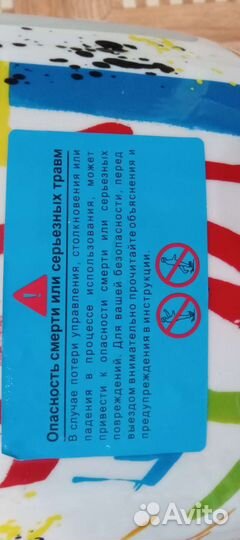 Опасность смерти или серьезных травм
В случае потери управления, столкновения или
падения в процессе использования, может
привести к опасности смерти или серьезных
повреждений. Для вашей безопасности, перед
выездом внимательно прочитайте объяснения и
предупреждения в инструкции.
Avito